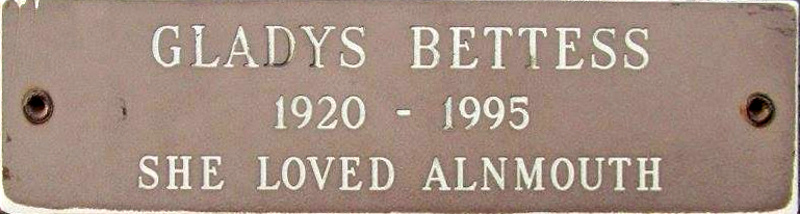 GLADYS BETTESS
1920 - 1995
SHE LOVED ALNMOUTH